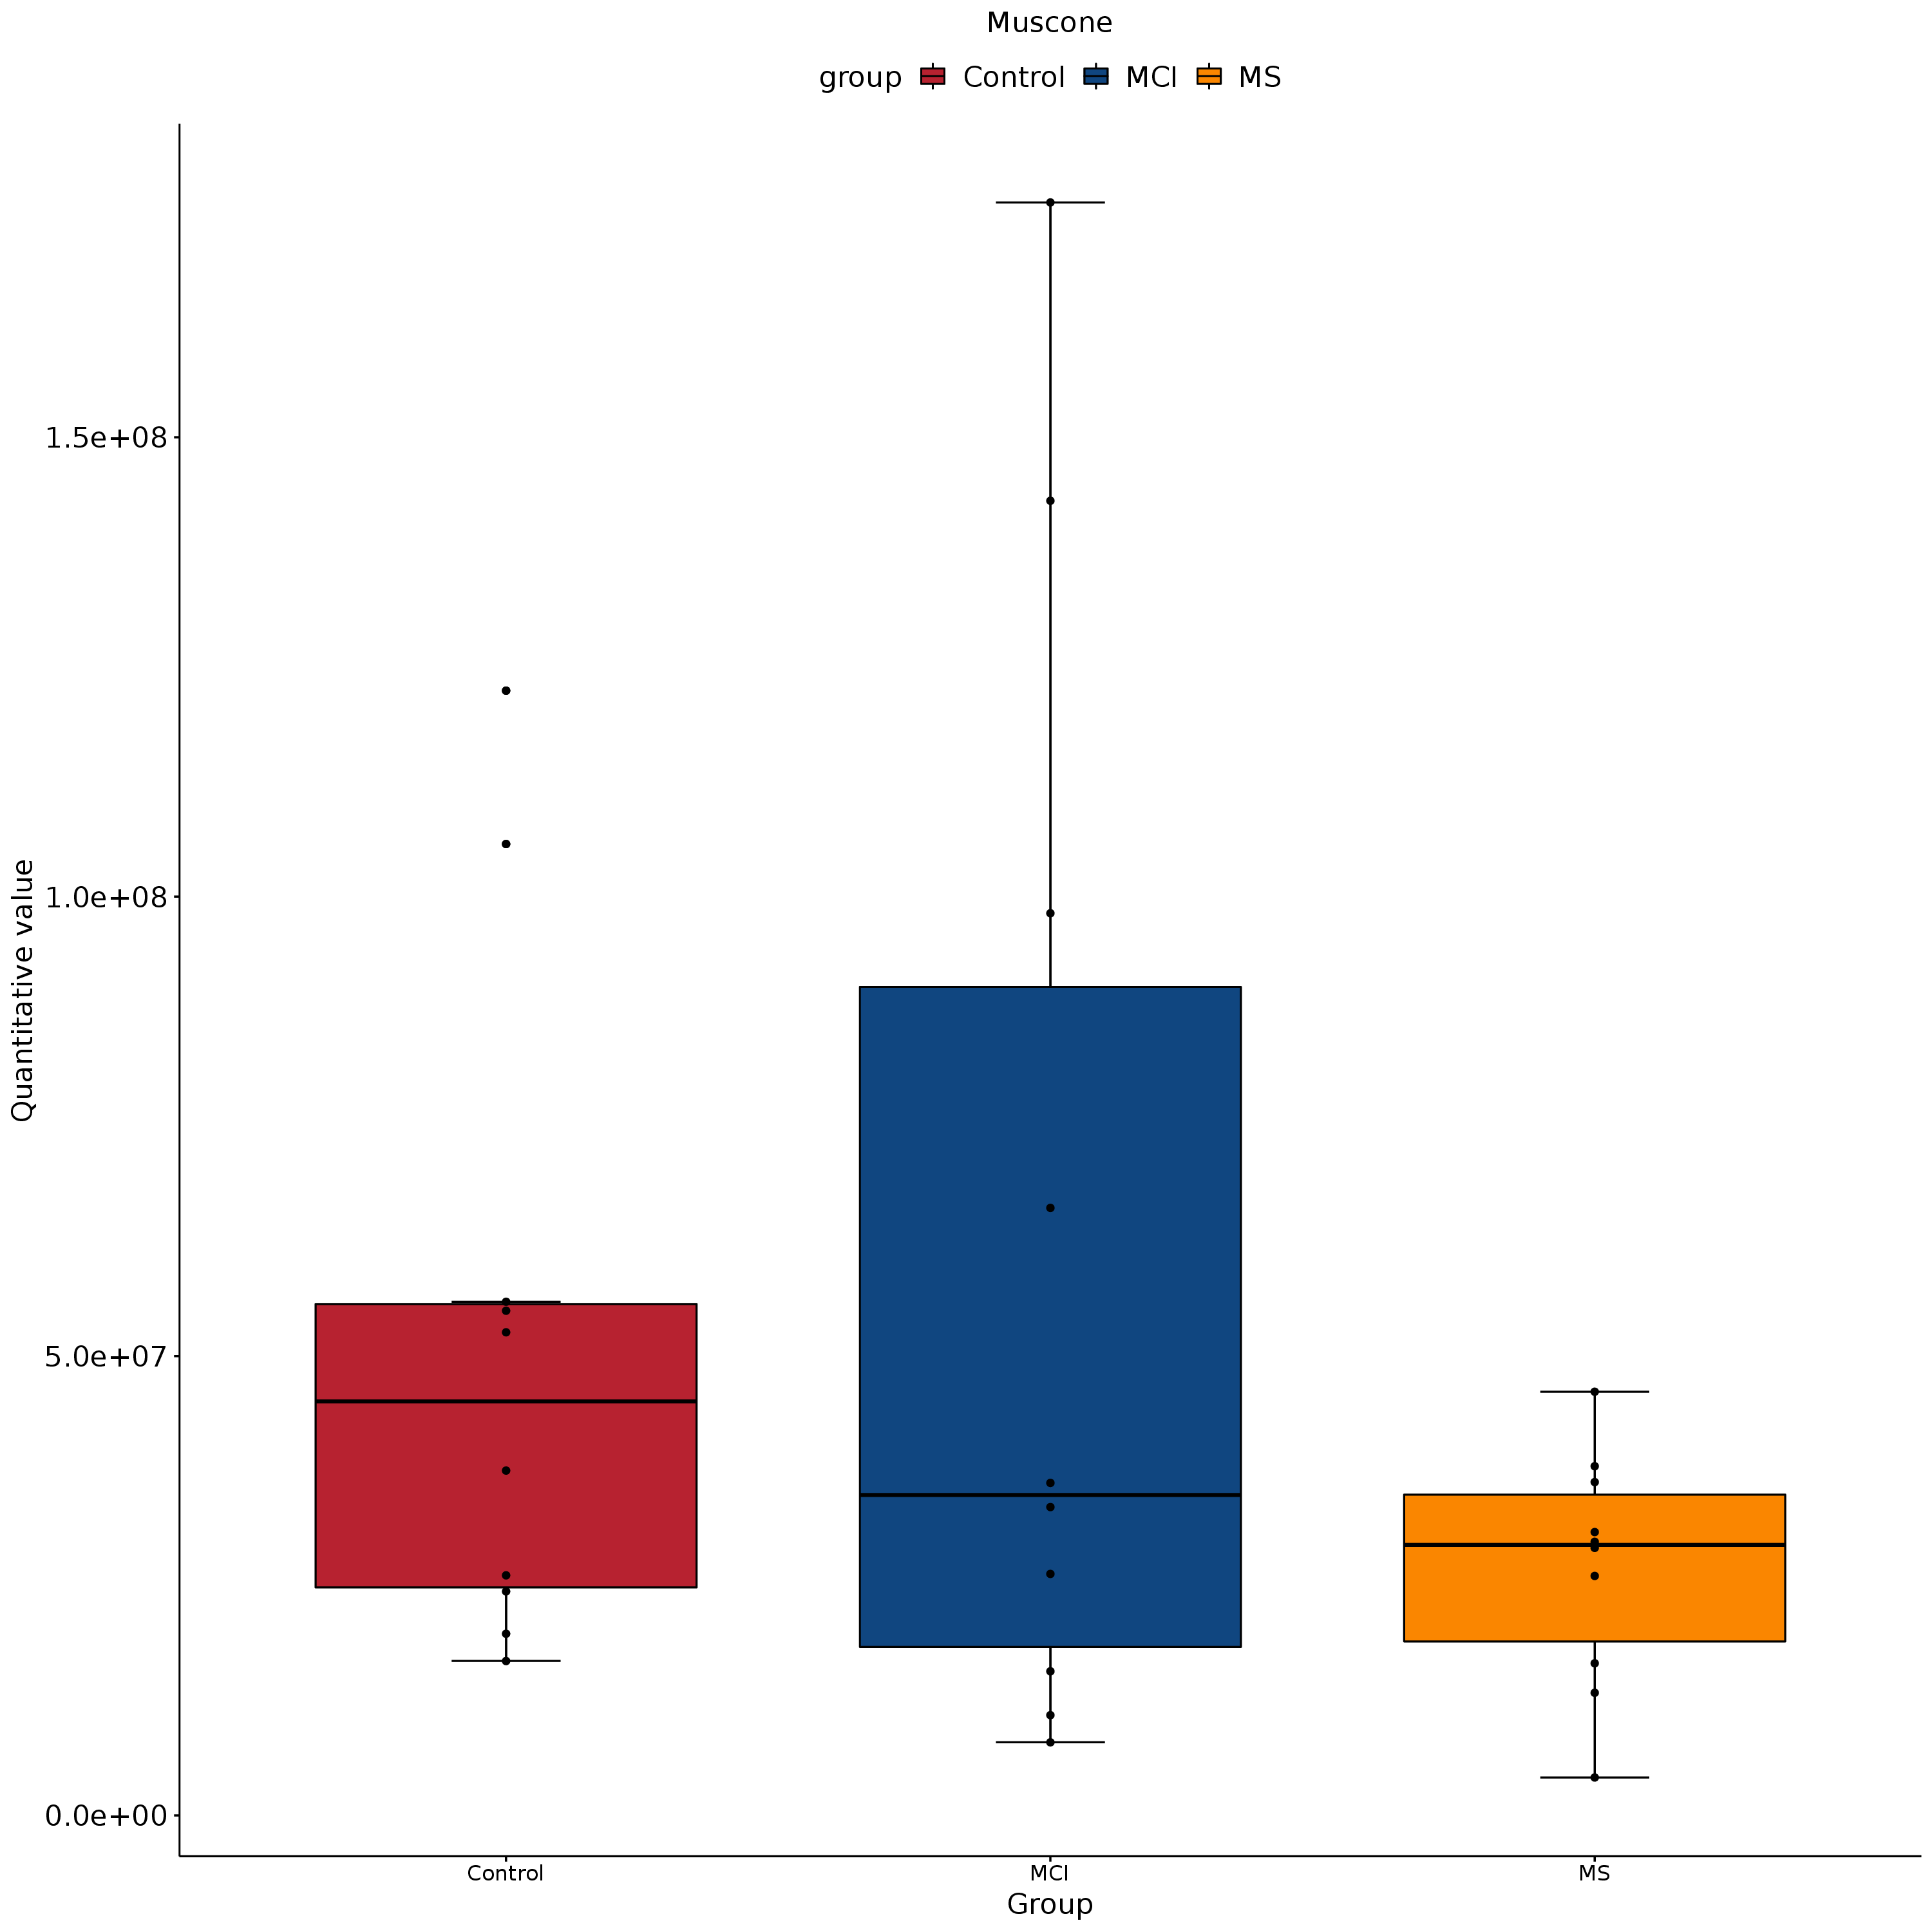 Muscone
group Control MCI MS
Quantitative value
1.5e+08
1.0e+08
5.0e+07
0.0e+00
Control MCI MS
Group